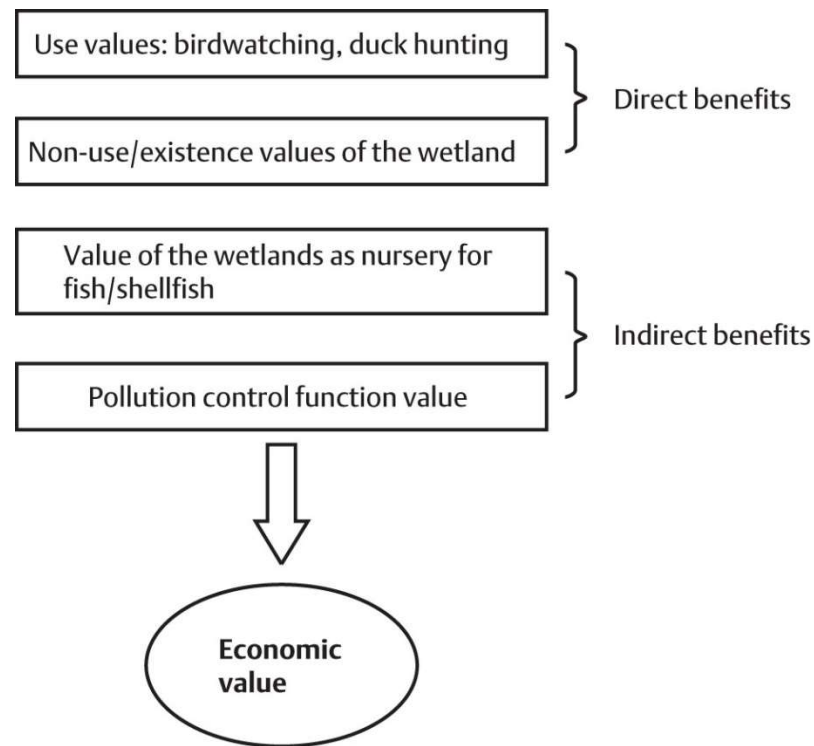 Use values: birdwatching, duck hunting
Direct benefits
Non-use/existence values of the wetland
Value of the wetlands as nursery for
fish/shellfish
Indirect benefits
Pollution control function value
Economic
value